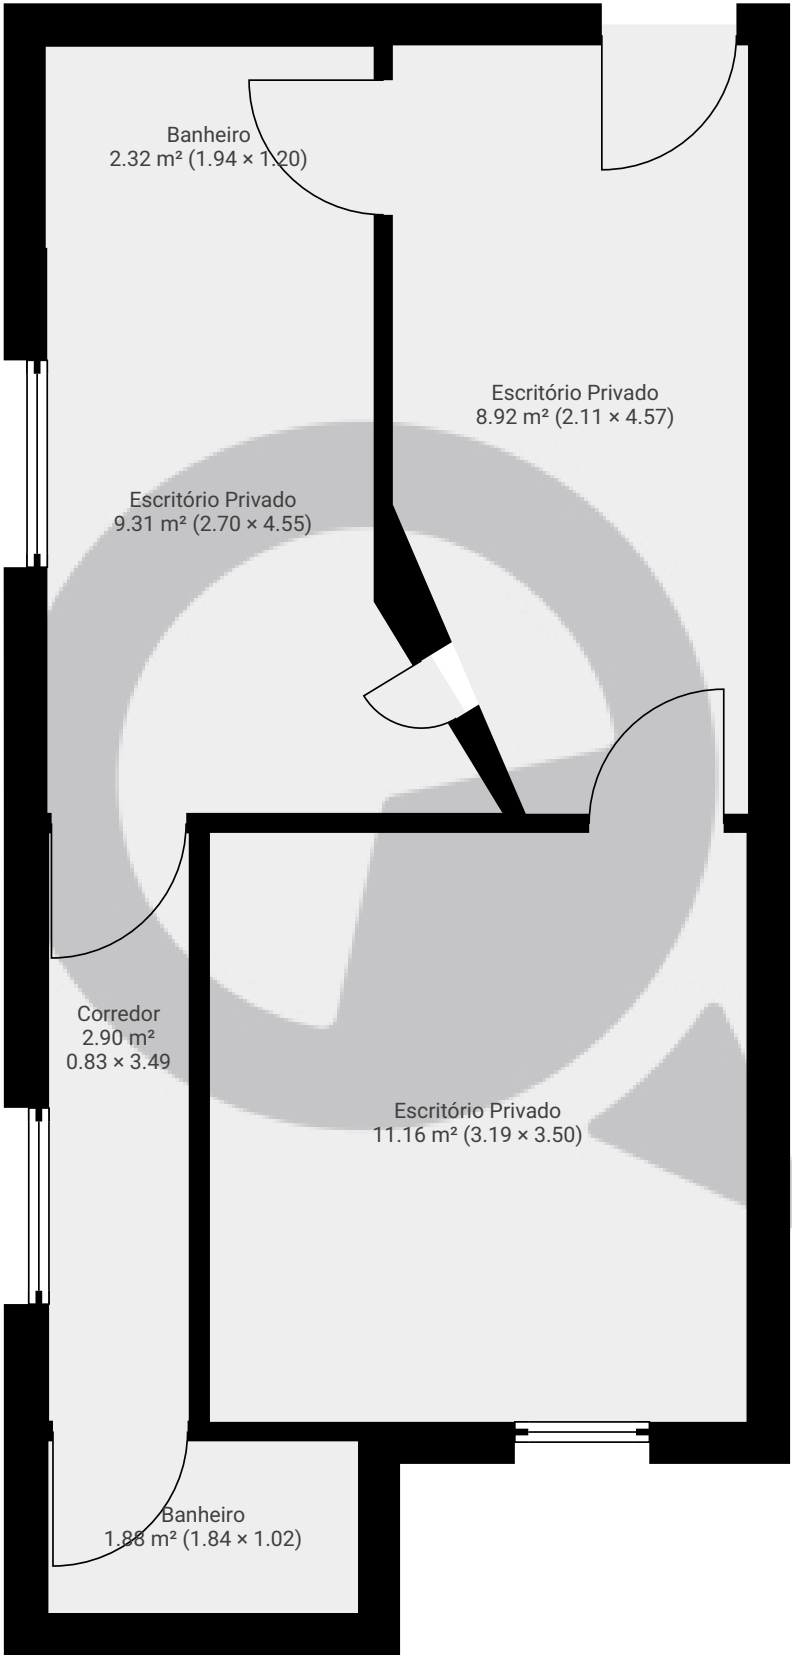 Banheiro
2.32 m² (1.94 × 1.20)
Escritório Privado
8.92 m² (2.11 × 4.57)
Escritório Privado
9.31 m² (2.70 × 4.55)
Corredor
2.90 m²
0.83 × 3.49
Escritório Privado
11.16 m² (3.19 × 3.50)
Banheiro
1.88 m² (1.84 × 1.02)